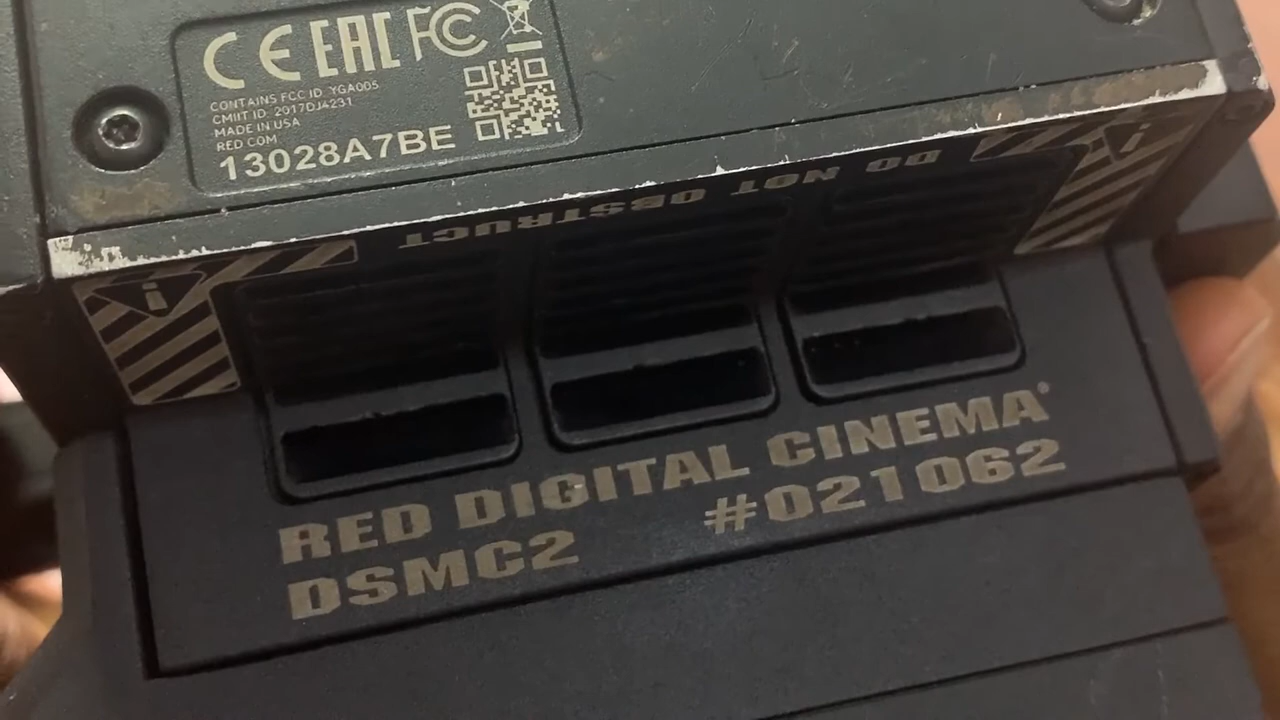 CE EAC FC
CONTAINS FCC ID: YGA005
CMIIT ID: 2017DJ4231
MADE IN USA
RED.COM
13028A7BE
DO NOT OBSTRUCT
RED DIGITAL CINEMA
DSMC2 #021062